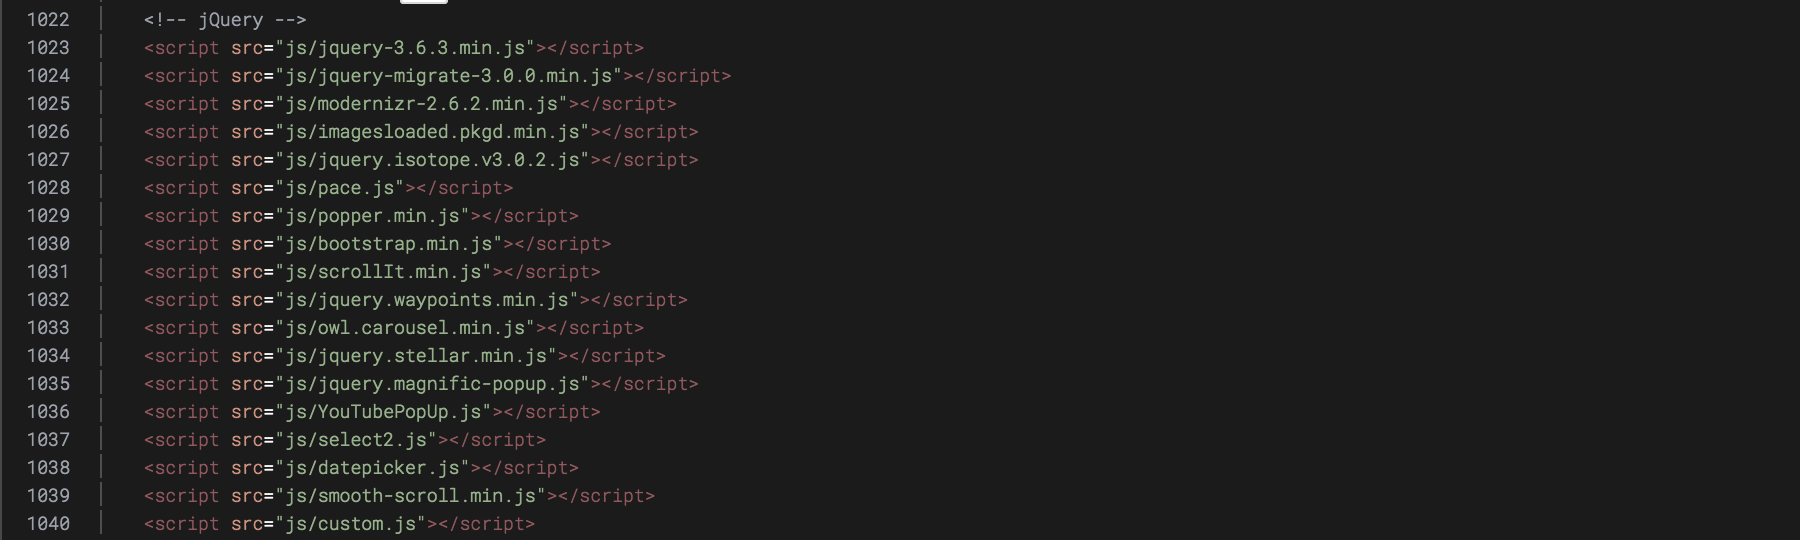 1022 <!-- jQuery -->
1023 <script src="js/jquery-3.6.3.min.js"></script>
1024 <script src="js/jquery-migrate-3.0.0.min.js"></script>
1025 <script src="js/modernizr-2.6.2.min.js"></script>
1026 <script src="js/imagesloaded.pkgd.min.js"></script>
1027 <script src="js/jquery.isotope.v3.0.2.js"></script>
1028 <script src="js/pace.js"></script>
1029 <script src="js/popper.min.js"></script>
1030 <script src="js/bootstrap.min.js"></script>
1031 <script src="js/scrollIt.min.js"></script>
1032 <script src="js/jquery.waypoints.min.js"></script>
1033 <script src="js/owl.carousel.min.js"></script>
1034 <script src="js/jquery.stellar.min.js"></script>
1035 <script src="js/jquery.magnific-popup.js"></script>
1036 <script src="js/YouTubePopUp.js"></script>
1037 <script src="js/select2.js"></script>
1038 <script src="js/datepicker.js"></script>
1039 <script src="js/smooth-scroll.min.js"></script>
1040 <script src="js/custom.js"></script>